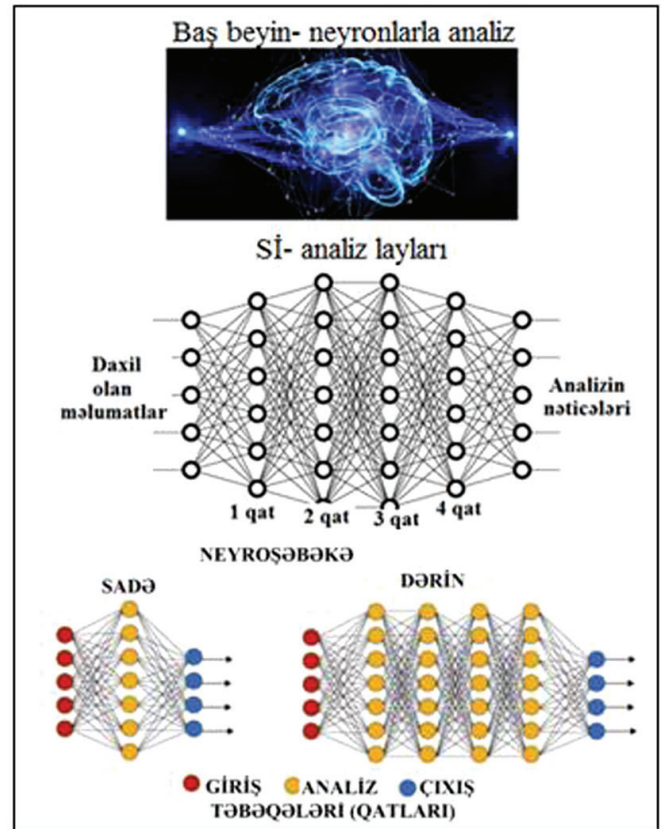 Baş beyin- neyronlarla analiz
Sİ- analiz layları
Daxil
olan
məlumatlar
Analizin
nəticələri
1 qat
2 qat
3 qat
4 qat
NEYROŞƏBƏKƏ
SADƏ
DƏRİN
GİRİŞ
ANALİZ
ÇIXIŞ
TƏBƏQƏLƏRİ (QATLARI)